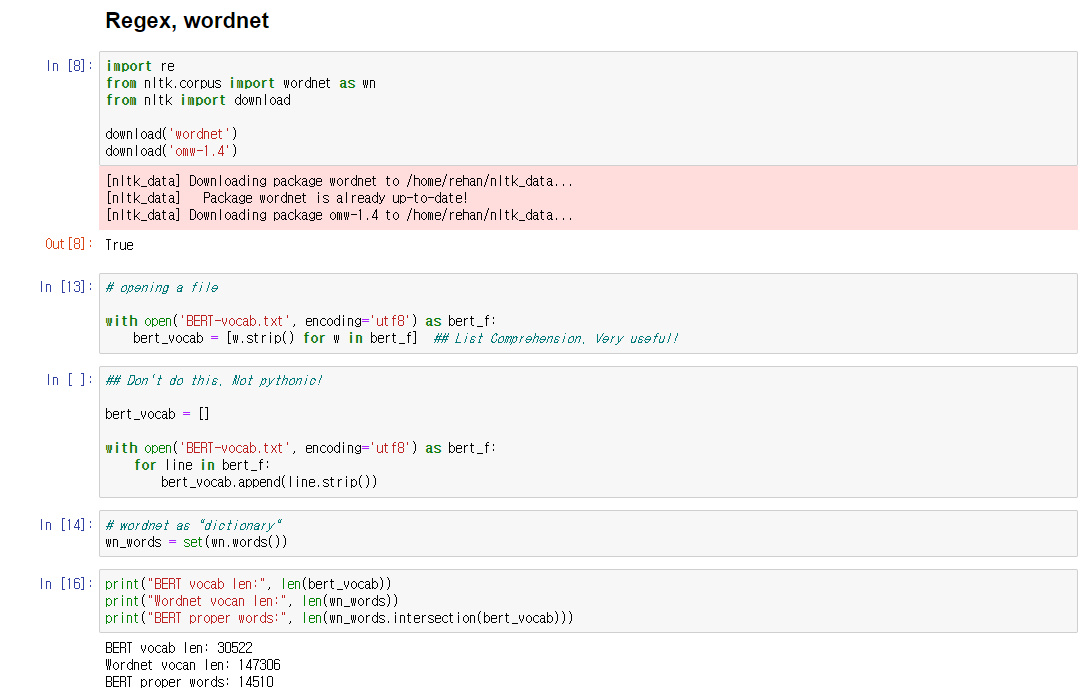 Regex, wordnet
In [8]:
import re
from nltk.corpus import wordnet as wn
from nltk import download
download('wordnet')
download('omw-1.4')
[nltk_data] Downloading package wordnet to /home/rehan/nltk_data...
[nltk_data]   Package wordnet is already up-to-date!
[nltk_data] Downloading package omw-1.4 to /home/rehan/nltk_data...
Out[8]: True
In [13]:
# opening a file
with open('BERT-vocab.txt', encoding='utf8') as bert_f:
    bert_vocab = [w.strip() for w in bert_f]  ## List Comprehension, Very useful!
In [ ]:
## Don't do this, Not pythonic!
bert_vocab = []
with open('BERT-vocab.txt', encoding='utf8') as bert_f:
    for line in bert_f:
        bert_vocab.append(line.strip())
In [14]:
# wordnet as "dictionary"
wn_words = set(wn.words())
In [16]:
print("BERT vocab len:", len(bert_vocab))
print("Wordnet vocan len:", len(wn_words))
print("BERT proper words:", len(wn_words.intersection(bert_vocab)))
BERT vocab len: 30522
Wordnet vocan len: 147306
BERT proper words: 14510